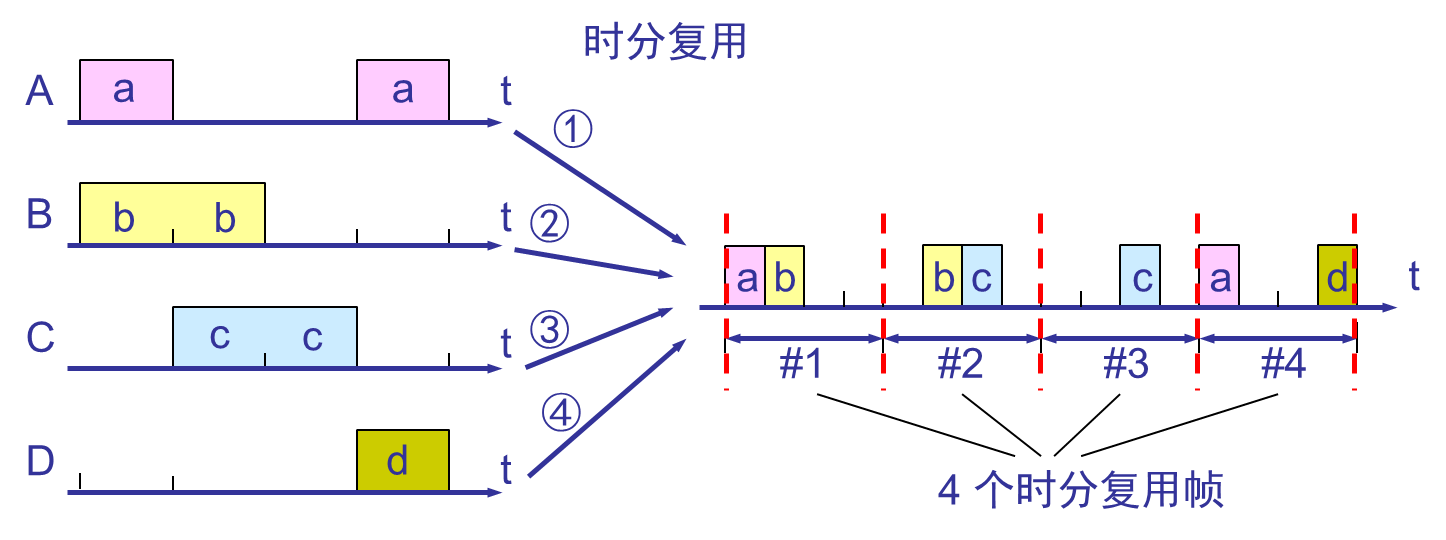 时分复用
A a a t
①
B b b t
②
a b b c c a d t
C c c t
③
#1 #2 #3 #4
④
D d t
4 个时分复用帧